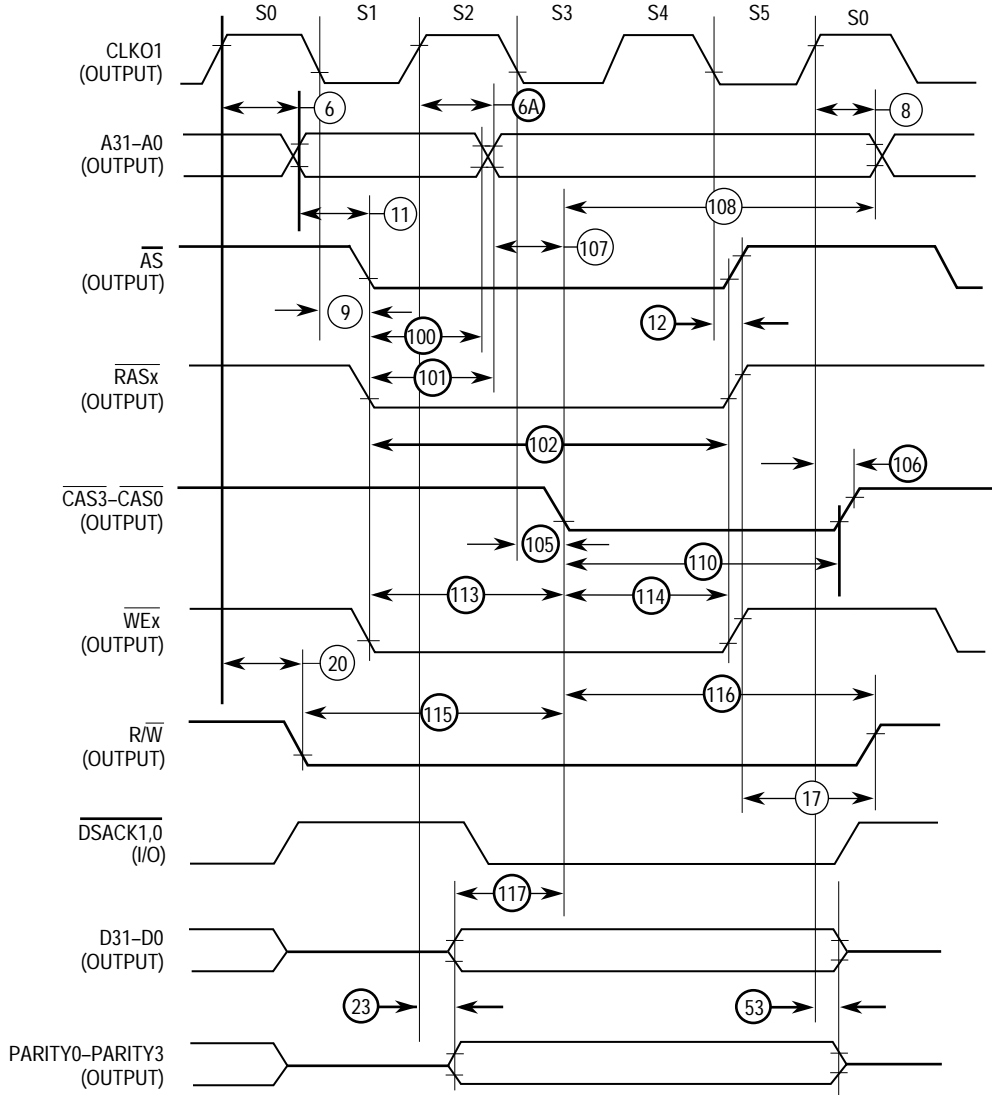 S0 S1 S2 S3 S4 S5 S0
CLKO1
(OUTPUT)
6 6A 8
A31–A0
(OUTPUT)
11 108
107
AS
(OUTPUT)
9 12
100
RASx
(OUTPUT)
101
102
106
CAS3–CAS0
(OUTPUT)
105
110
113 114
WEx
(OUTPUT)
20
116
115
R/W
(OUTPUT)
17
DSACK1,0
(I/O)
117
D31–D0
(OUTPUT)
23 53
PARITY0–PARITY3
(OUTPUT)